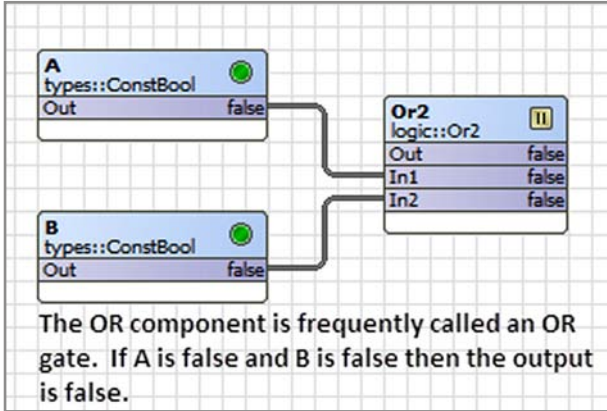 A
types::ConstBool
Out false
Or2
logic::Or2
Out false
In1 false
In2 false
B
types::ConstBool
Out false
The OR component is frequently called an OR
gate. If A is false and B is false then the output
is false.